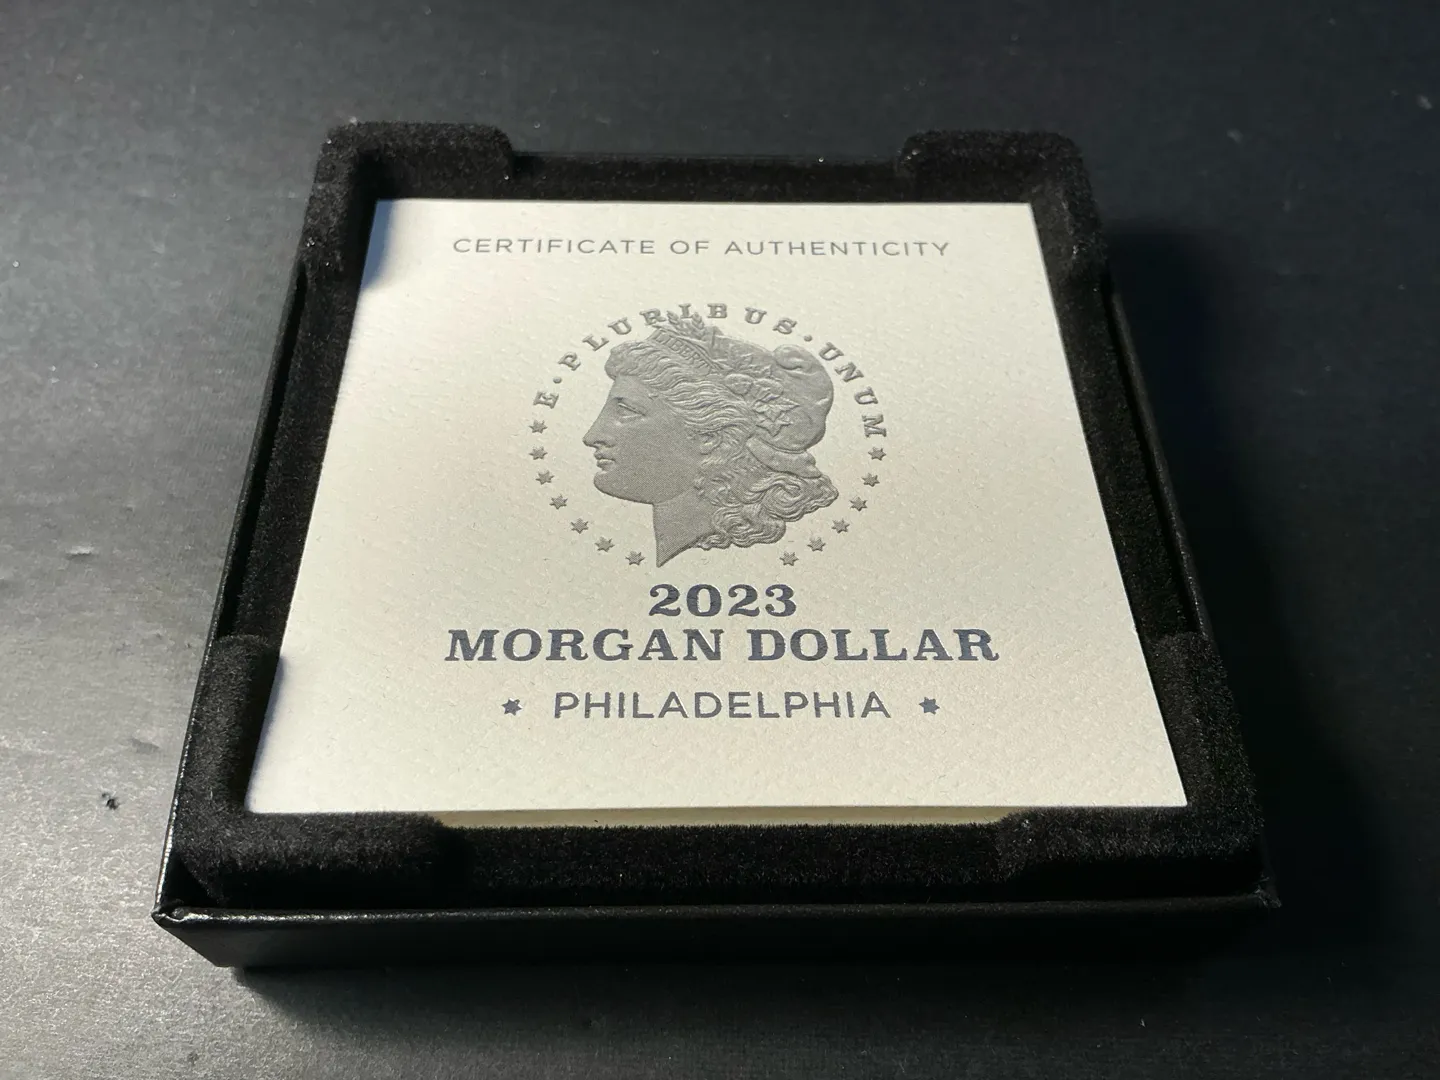 CERTIFICATE OF AUTHENTICITY
E · PLURIBUS · UNUM
LIBERTY
2023
MORGAN DOLLAR
PHILADELPHIA